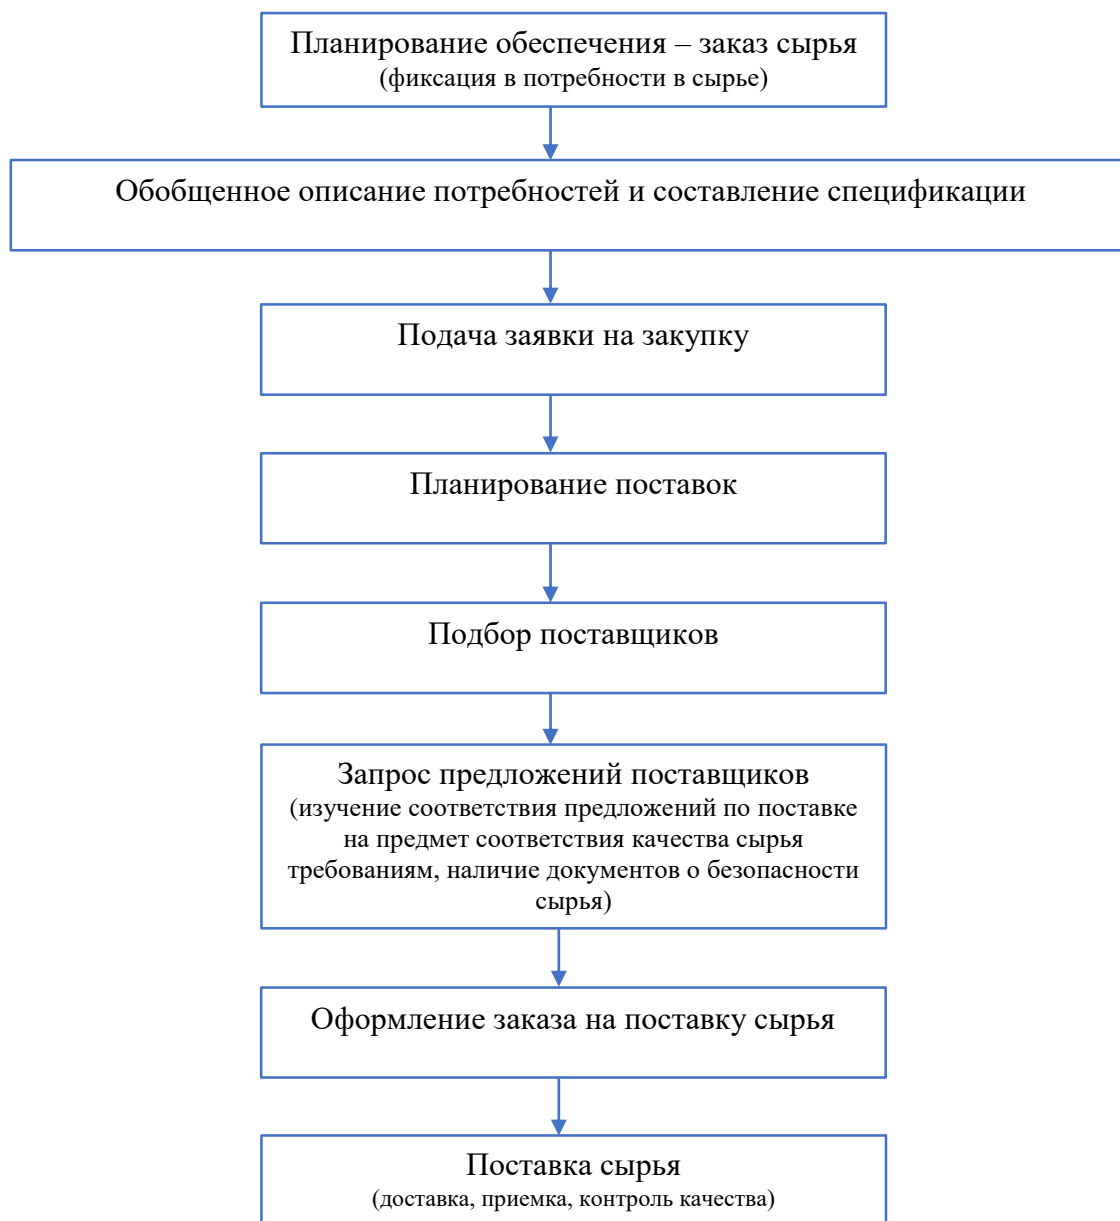 Планирование обеспечения – заказ сырья
(фиксация в потребности в сырье)
Обобщенное описание потребностей и составление спецификации
Подача заявки на закупку
Планирование поставок
Подбор поставщиков
Запрос предложений поставщиков
(изучение соответствия предложений по поставке
на предмет соответствия качества сырья
требованиям, наличие документов о безопасности
сырья)
Оформление заказа на поставку сырья
Поставка сырья
(доставка, приемка, контроль качества)